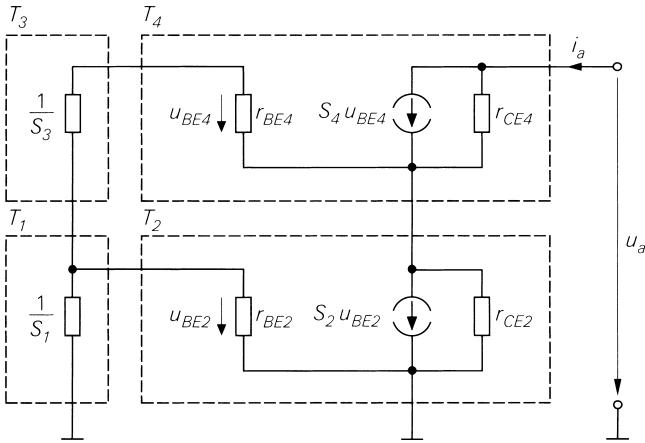 T3
T4
ia
1/S3
uBE4
rBE4
S4 uBE4
rCE4
T1
T2
ua
1/S1
uBE2
rBE2
S2 uBE2
rCE2